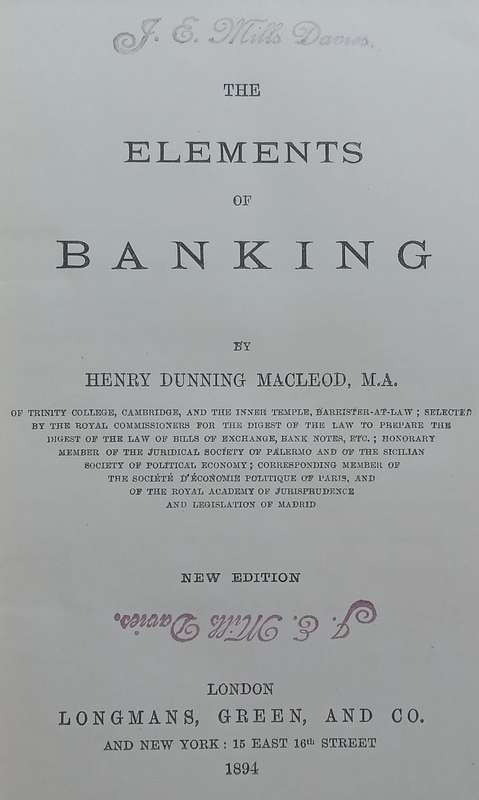 J. E. Mills Davies.
THE
ELEMENTS
OF
BANKING
BY
HENRY DUNNING MACLEOD, M.A.
OF TRINITY COLLEGE, CAMBRIDGE, AND THE INNER TEMPLE, BARRISTER-AT-LAW ; SELECTED
BY THE ROYAL COMMISSIONERS FOR THE DIGEST OF THE LAW TO PREPARE THE
DIGEST OF THE LAW OF BILLS OF EXCHANGE, BANK NOTES, ETC. ; HONORARY
MEMBER OF THE JURIDICAL SOCIETY OF PALERMO AND OF THE SICILIAN
SOCIETY OF POLITICAL ECONOMY ; CORRESPONDING MEMBER OF
THE SOCIÉTÉ D'ÉCONOMIE POLITIQUE OF PARIS, AND
OF THE ROYAL ACADEMY OF JURISPRUDENCE
AND LEGISLATION OF MADRID
NEW EDITION
J. E. Mills Davies.
LONDON
LONGMANS, GREEN, AND CO.
AND NEW YORK : 15 EAST 16th STREET
1894